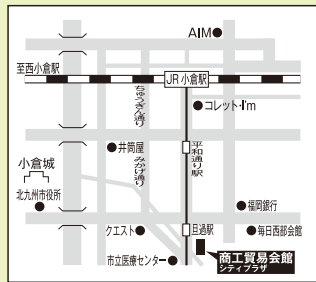 AIM
至西小倉駅
JR 小倉駅
ちゅうぎん通り
コレット・I'm
井筒屋
みかげ通り
平和通り駅
小倉城
北九州市役所
福岡銀行
クエスト
旦過駅
毎日西部会館
商工貿易会館
シティプラザ
市立医療センター